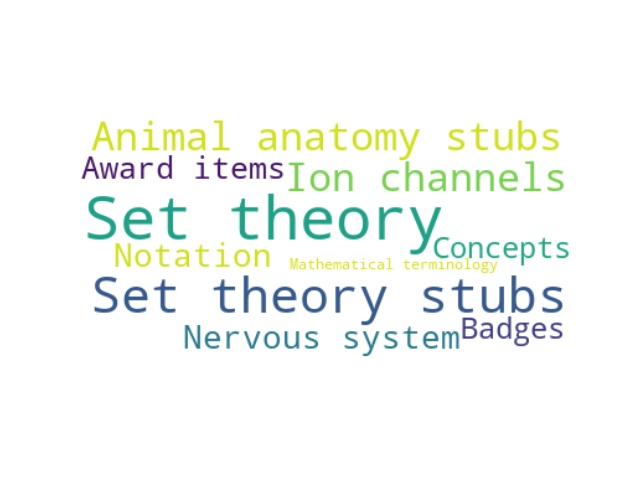 Animal anatomy stubs
Award items
Ion channels
Set theory
Concepts
Notation
Mathematical terminology
Set theory stubs
Nervous system
Badges